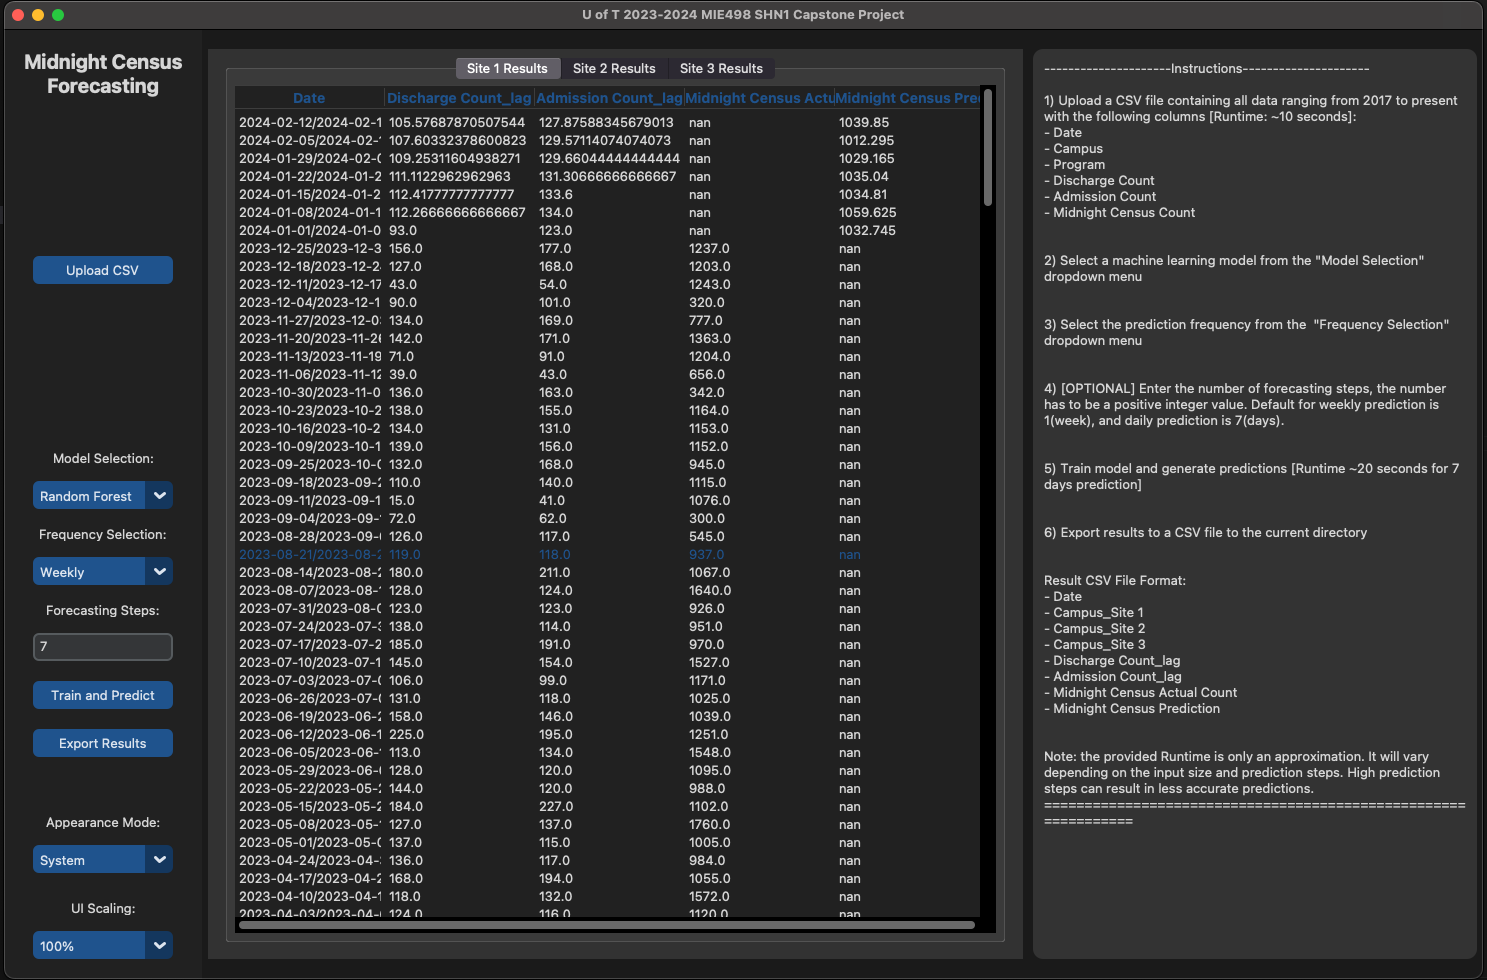 U of T 2023-2024 MIE498 SHN1 Capstone Project
Midnight Census
Forecasting
Upload CSV
Model Selection:
Random Forest
Frequency Selection:
Weekly
Forecasting Steps:
7
Train and Predict
Export Results
Appearance Mode:
System
UI Scaling:
100%
Site 1 Results Site 2 Results Site 3 Results
Date Discharge Count_lag Admission Count_lag Midnight Census Actu Midnight Census Pre
2024-02-12/2024-02-1 105.57687870507544 127.87588345679013 nan 1039.85
2024-02-05/2024-02- 107.60332378600823 129.57114074074073 nan 1012.295
2024-01-29/2024-02-0 109.25311604938271 129.66044444444444 nan 1029.165
2024-01-22/2024-01-2 111.1122962962963 131.30666666666667 nan 1035.04
2024-01-15/2024-01-2 112.41777777777777 133.6 nan 1034.81
2024-01-08/2024-01-1 112.26666666666667 134.0 nan 1059.625
2024-01-01/2024-01-0 93.0 123.0 nan 1032.745
2023-12-25/2023-12-3 156.0 177.0 1237.0 nan
2023-12-18/2023-12-2 127.0 168.0 1203.0 nan
2023-12-11/2023-12-17 43.0 54.0 1243.0 nan
2023-12-04/2023-12-1 90.0 101.0 320.0 nan
2023-11-27/2023-12-0 134.0 169.0 777.0 nan
2023-11-20/2023-11-26 142.0 171.0 1363.0 nan
2023-11-13/2023-11-19 71.0 91.0 1204.0 nan
2023-11-06/2023-11-12 39.0 43.0 656.0 nan
2023-10-30/2023-11-0 136.0 163.0 342.0 nan
2023-10-23/2023-10-2 138.0 155.0 1164.0 nan
2023-10-16/2023-10-2 134.0 131.0 1153.0 nan
2023-10-09/2023-10-1 139.0 156.0 1152.0 nan
2023-09-25/2023-10-0 132.0 168.0 945.0 nan
2023-09-18/2023-09-2 110.0 140.0 1115.0 nan
2023-09-11/2023-09-1 15.0 41.0 1076.0 nan
2023-09-04/2023-09- 72.0 62.0 300.0 nan
2023-08-28/2023-09- 126.0 117.0 545.0 nan
2023-08-21/2023-08-2 119.0 118.0 937.0 nan
2023-08-14/2023-08-2 180.0 211.0 1067.0 nan
2023-08-07/2023-08- 128.0 124.0 1640.0 nan
2023-07-31/2023-08-0 123.0 123.0 926.0 nan
2023-07-24/2023-07-3 138.0 114.0 951.0 nan
2023-07-17/2023-07-2 185.0 191.0 970.0 nan
2023-07-10/2023-07-1 145.0 154.0 1527.0 nan
2023-07-03/2023-07-0 106.0 99.0 1171.0 nan
2023-06-26/2023-07-0 131.0 118.0 1025.0 nan
2023-06-19/2023-06-2 158.0 146.0 1039.0 nan
2023-06-12/2023-06-1 225.0 195.0 1251.0 nan
2023-06-05/2023-06- 113.0 134.0 1548.0 nan
2023-05-29/2023-06- 128.0 120.0 1095.0 nan
2023-05-22/2023-05-2 144.0 120.0 988.0 nan
2023-05-15/2023-05-2 184.0 227.0 1102.0 nan
2023-05-08/2023-05- 127.0 137.0 1760.0 nan
2023-05-01/2023-05-0 137.0 115.0 1005.0 nan
2023-04-24/2023-04- 136.0 117.0 984.0 nan
2023-04-17/2023-04-2 168.0 194.0 1055.0 nan
2023-04-10/2023-04-1 118.0 132.0 1572.0 nan
2023-04-03/2023-04- 124.0 116.0 1120.0 nan
---------------------Instructions---------------------
1) Upload a CSV file containing all data ranging from 2017 to present
with the following columns [Runtime: ~10 seconds]:
- Date
- Campus
- Program
- Discharge Count
- Admission Count
- Midnight Census Count
2) Select a machine learning model from the "Model Selection"
dropdown menu
3) Select the prediction frequency from the "Frequency Selection"
dropdown menu
4) [OPTIONAL] Enter the number of forecasting steps, the number
has to be a positive integer value. Default for weekly prediction is
1(week), and daily prediction is 7(days).
5) Train model and generate predictions [Runtime ~20 seconds for 7
days prediction]
6) Export results to a CSV file to the current directory
Result CSV File Format:
- Date
- Campus_Site 1
- Campus_Site 2
- Campus_Site 3
- Discharge Count_lag
- Admission Count_lag
- Midnight Census Actual Count
- Midnight Census Prediction
Note: the provided Runtime is only an approximation. It will vary
depending on the input size and prediction steps. High prediction
steps can result in less accurate predictions.
====================================================
===========